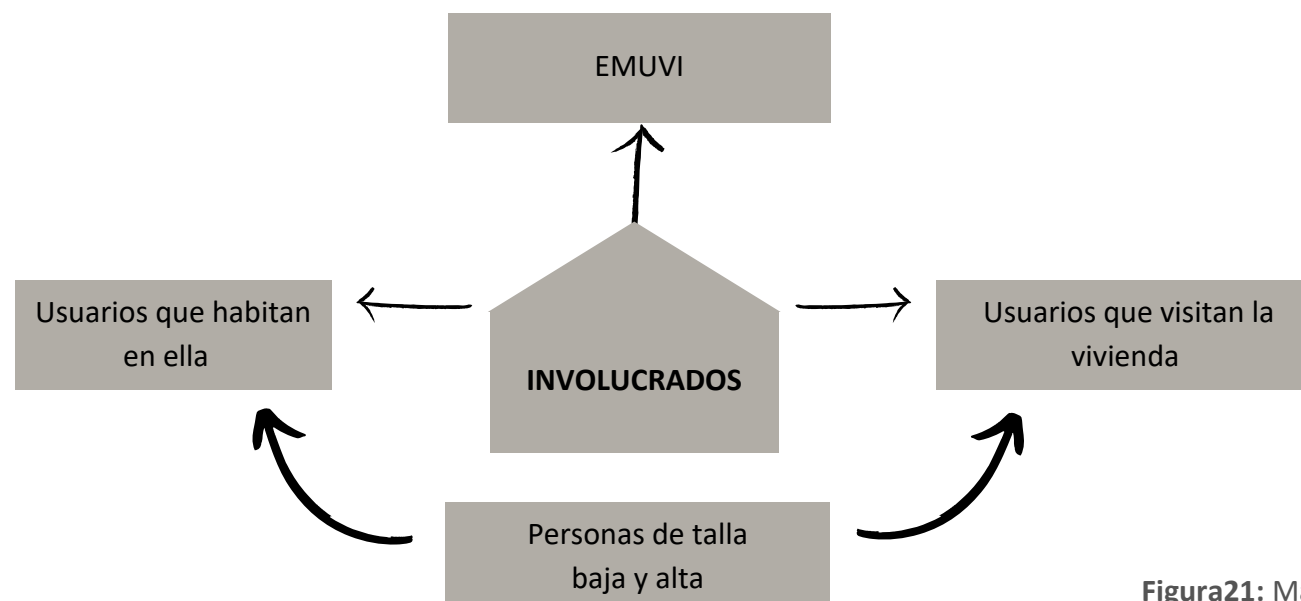 EMUVI
Usuarios que habitan
en ella
INVOLUCRADOS
Usuarios que visitan la
vivienda
Personas de talla
baja y alta
Figura21: